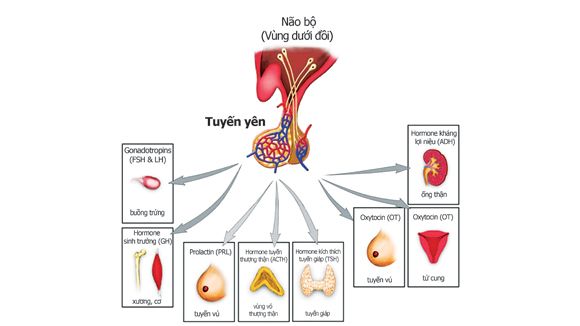 Não bộ
(Vùng dưới đồi)
Tuyến yên
Gonadotropins
(FSH & LH)
buồng trứng
Hormone
sinh trưởng (GH)
xương, cơ
Prolactin (PRL)
tuyến vú
Hormone tuyến
thượng thận (ACTH)
vùng vỏ
thượng thận
Hormone kích thích
tuyến giáp (TSH)
tuyến giáp
Oxytocin (OT)
tuyến vú
Oxytocin (OT)
tử cung
Hormone kháng
lợi niệu (ADH)
ống thận